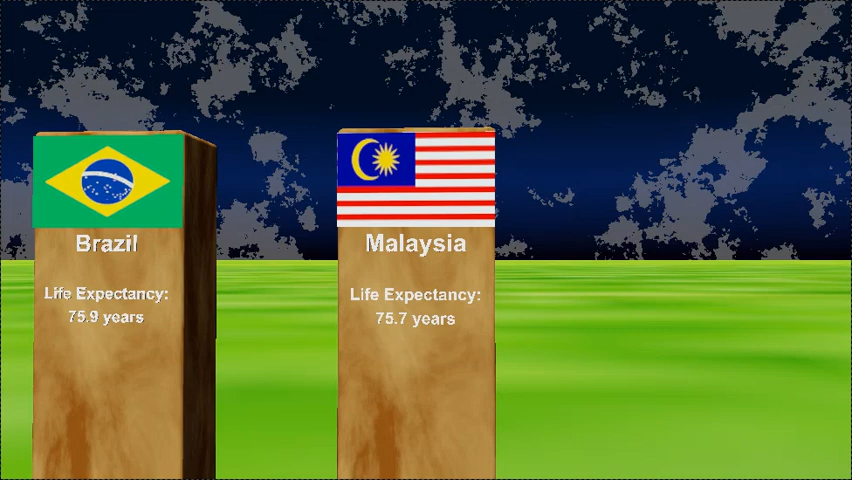 Brazil
Life Expectancy:
75.9 years
Malaysia
Life Expectancy:
75.7 years